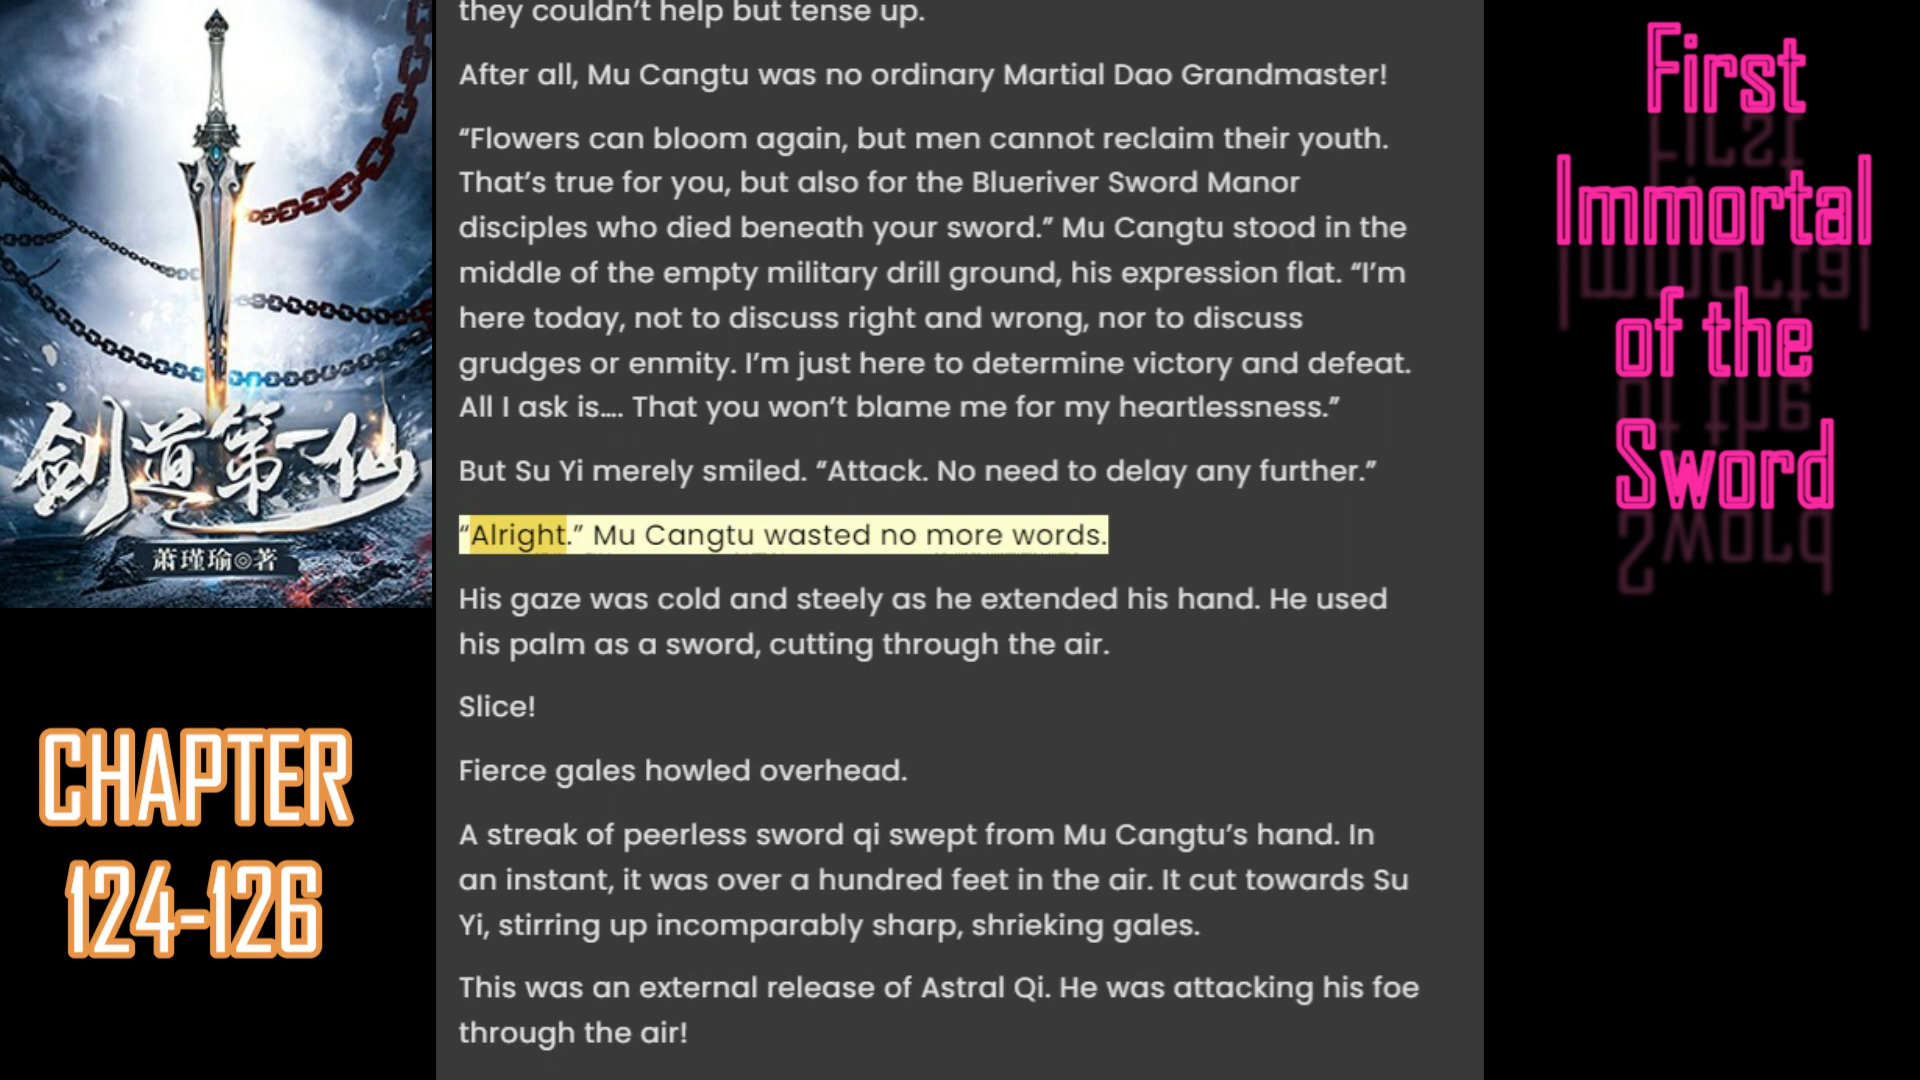 剑道第一仙
萧瑾瑜◎著
CHAPTER
124-126
they couldn’t help but tense up.
After all, Mu Cangtu was no ordinary Martial Dao Grandmaster!
“Flowers can bloom again, but men cannot reclaim their youth.
That’s true for you, but also for the Blueriver Sword Manor
disciples who died beneath your sword.” Mu Cangtu stood in the
middle of the empty military drill ground, his expression flat. “I’m
here today, not to discuss right and wrong, nor to discuss
grudges or enmity. I’m just here to determine victory and defeat.
All I ask is…. That you won’t blame me for my heartlessness.”
But Su Yi merely smiled. “Attack. No need to delay any further.”
“Alright.” Mu Cangtu wasted no more words.
His gaze was cold and steely as he extended his hand. He used
his palm as a sword, cutting through the air.
Slice!
Fierce gales howled overhead.
A streak of peerless sword qi swept from Mu Cangtu’s hand. In
an instant, it was over a hundred feet in the air. It cut towards Su
Yi, stirring up incomparably sharp, shrieking gales.
This was an external release of Astral Qi. He was attacking his foe
through the air!
First
Immortal
of the
Sword